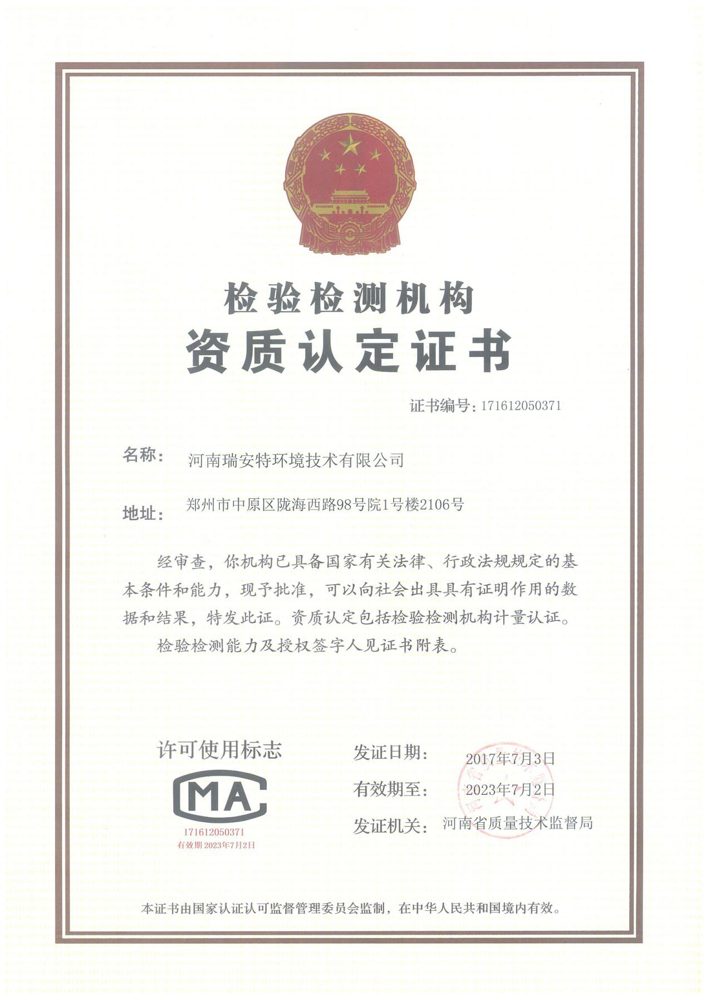 检验检测机构
资质认定证书
证书编号：171612050371
名称： 河南瑞安特环境技术有限公司
地址： 郑州市中原区陇海西路98号院1号楼2106号
经审查，你机构已具备国家有关法律、行政法规规定的基
本条件和能力，现予批准，可以向社会出具具有证明作用的数
据和结果，特发此证。资质认定包括检验检测机构计量认证。
检验检测能力及授权签字人见证书附表。
许可使用标志
MA
171612050371
有效期2023年7月2日
发证日期： 2017年7月3日
有效期至： 2023年7月2日
发证机关： 河南省质量技术监督局
河南省质量技术监督局
本证书由国家认证认可监督管理委员会监制，在中华人民共和国境内有效。